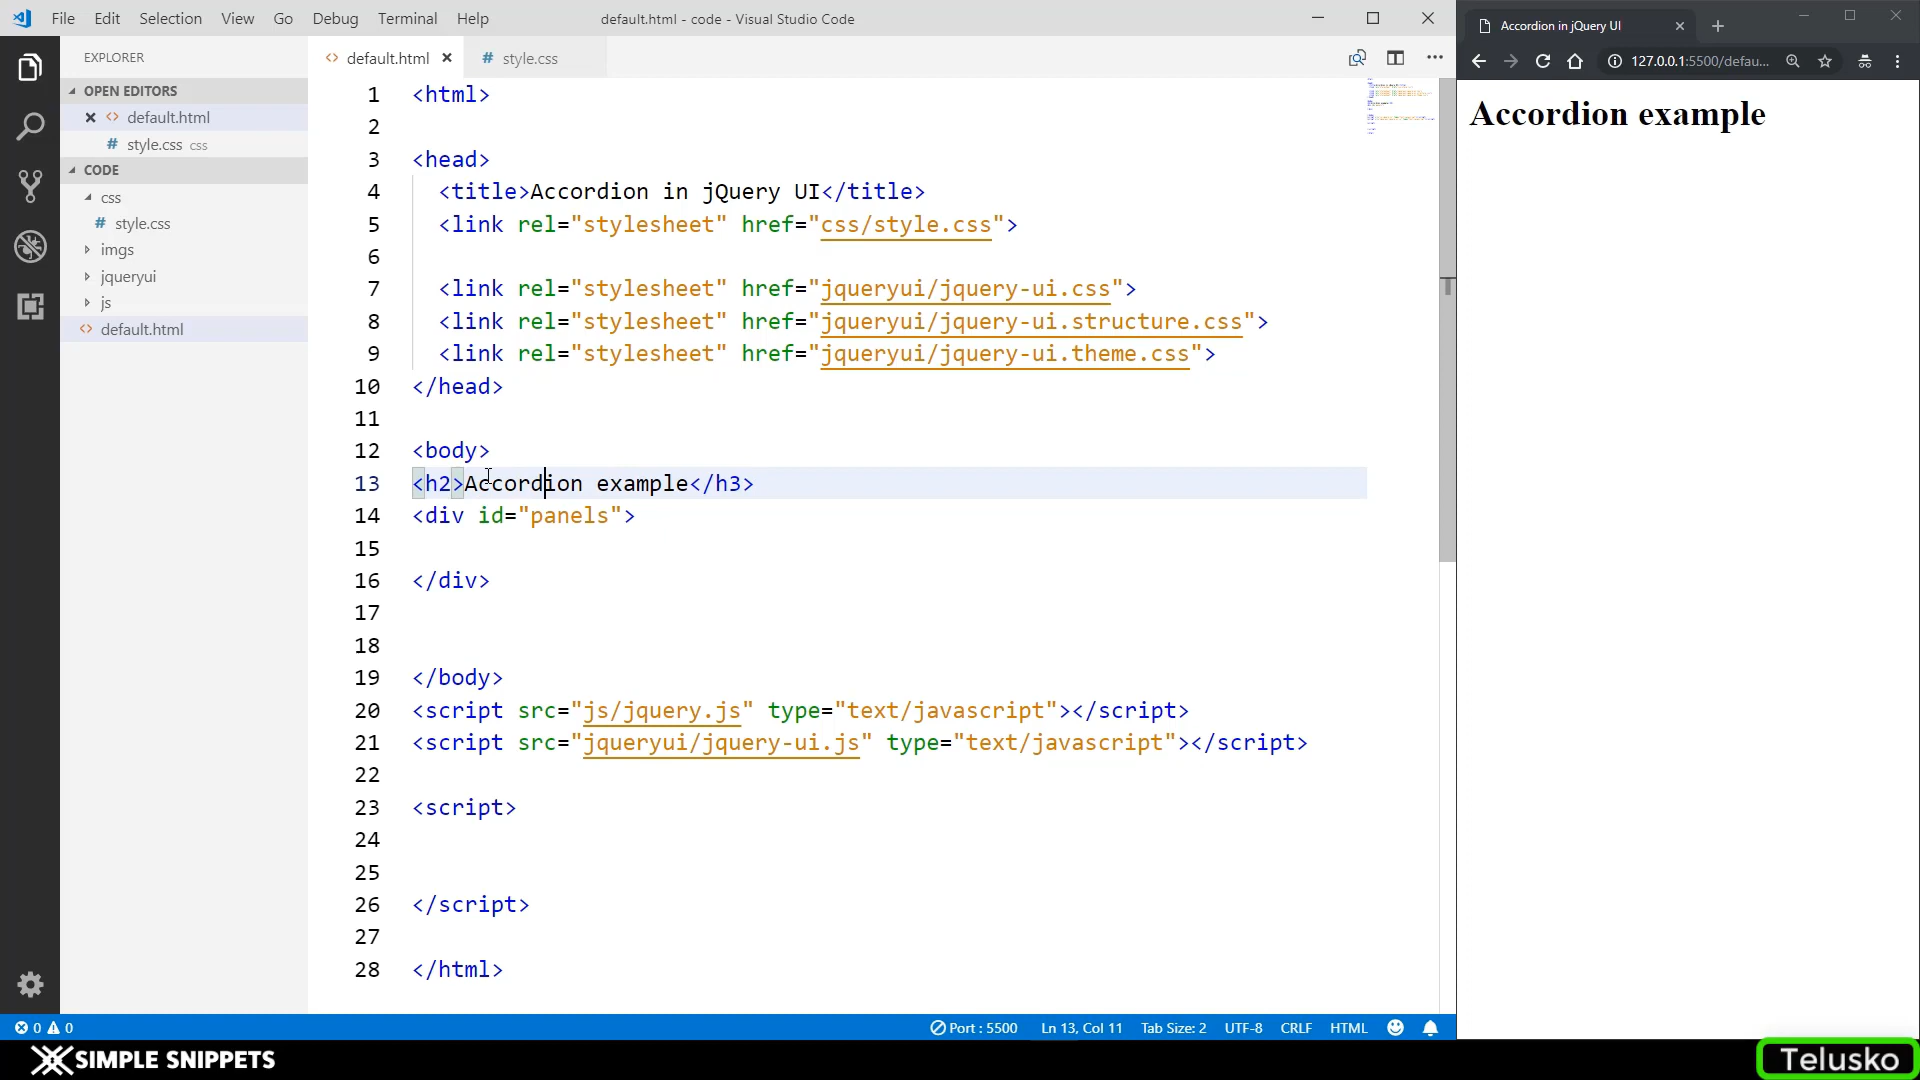 File Edit Selection View Go Debug Terminal Help
default.html - code - Visual Studio Code
EXPLORER
OPEN EDITORS
default.html
style.css css
CODE
css
style.css
imgs
jqueryui
js
default.html
default.html
style.css
1 <html>
2
3 <head>
4 <title>Accordion in jQuery UI</title>
5 <link rel="stylesheet" href="css/style.css">
6
7 <link rel="stylesheet" href="jqueryui/jquery-ui.css">
8 <link rel="stylesheet" href="jqueryui/jquery-ui.structure.css">
9 <link rel="stylesheet" href="jqueryui/jquery-ui.theme.css">
10 </head>
11
12 <body>
13 <h2>Accordion example</h3>
14 <div id="panels">
15
16 </div>
17
18
19 </body>
20 <script src="js/jquery.js" type="text/javascript"></script>
21 <script src="jqueryui/jquery-ui.js" type="text/javascript"></script>
22
23 <script>
24
25
26 </script>
27
28 </html>
0 0
Port : 5500 Ln 13, Col 11 Tab Size: 2 UTF-8 CRLF HTML
Accordion in jQuery UI
127.0.0.1:5500/defau...
Accordion example
SIMPLE SNIPPETS
Telusko